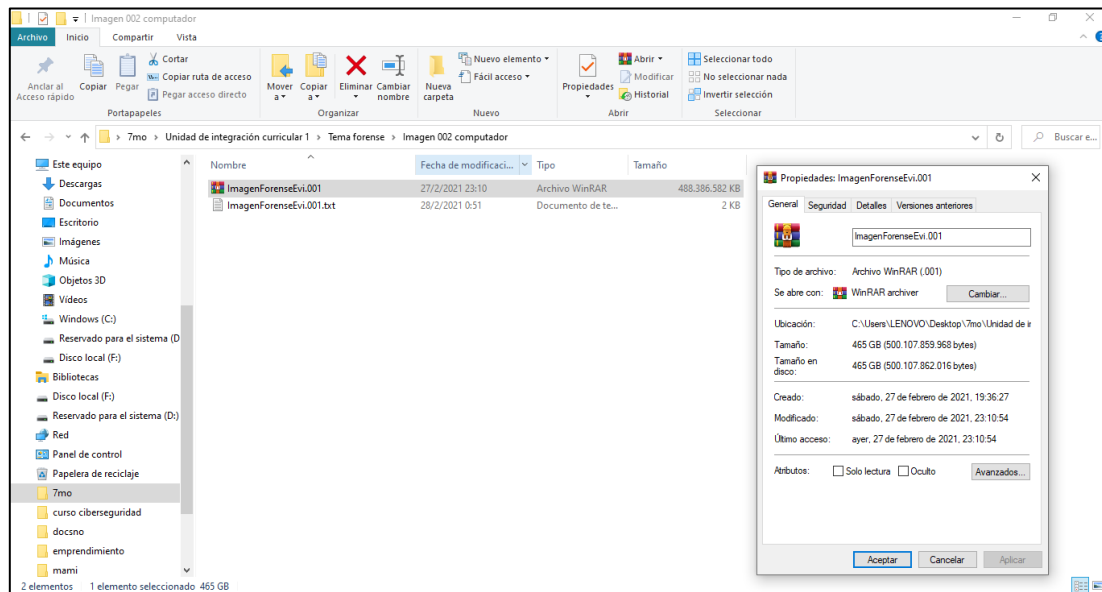 Imagen 002 computador
Archivo Inicio Compartir Vista
Anclar al Acceso rápido
Copiar
Pegar
Cortar
Copiar ruta de acceso
Pegar acceso directo
Portapapeles
Mover a
Copiar a
Eliminar
Cambiar nombre
Organizar
Nueva carpeta
Nuevo elemento
Fácil acceso
Nuevo
Propiedades
Abrir
Modificar
Historial
Abrir
Seleccionar todo
No seleccionar nada
Invertir selección
Seleccionar
7mo › Unidad de integración curricular 1 › Tema forense › Imagen 002 computador
Buscar e...
Este equipo
Descargas
Documentos
Escritorio
Imágenes
Música
Objetos 3D
Vídeos
Windows (C:)
Reservado para el sistema (D
Disco local (F:)
Bibliotecas
Disco local (F:)
Reservado para el sistema (D:)
Red
Panel de control
Papelera de reciclaje
7mo
curso ciberseguridad
docsno
emprendimiento
mami
Nombre Fecha de modificaci... Tipo Tamaño
ImagenForenseEvi.001 27/2/2021 23:10 Archivo WinRAR 488.386.582 KB
ImagenForenseEvi.001.txt 28/2/2021 0:51 Documento de te... 2 KB
Propiedades: ImagenForenseEvi.001
General Seguridad Detalles Versiones anteriores
ImagenForenseEvi.001
Tipo de archivo: Archivo WinRAR (.001)
Se abre con: WinRAR archiver Cambiar...
Ubicación: C:\Users\LENOVO\Desktop\7mo\Unidad de ir
Tamaño: 465 GB (500.107.859.968 bytes)
Tamaño en disco: 465 GB (500.107.862.016 bytes)
Creado: sábado, 27 de febrero de 2021, 19:36:27
Modificado: sábado, 27 de febrero de 2021, 23:10:54
Último acceso: ayer, 27 de febrero de 2021, 23:10:54
Atributos: Solo lectura Oculto Avanzados...
Aceptar Cancelar Aplicar
2 elementos 1 elemento seleccionado 465 GB